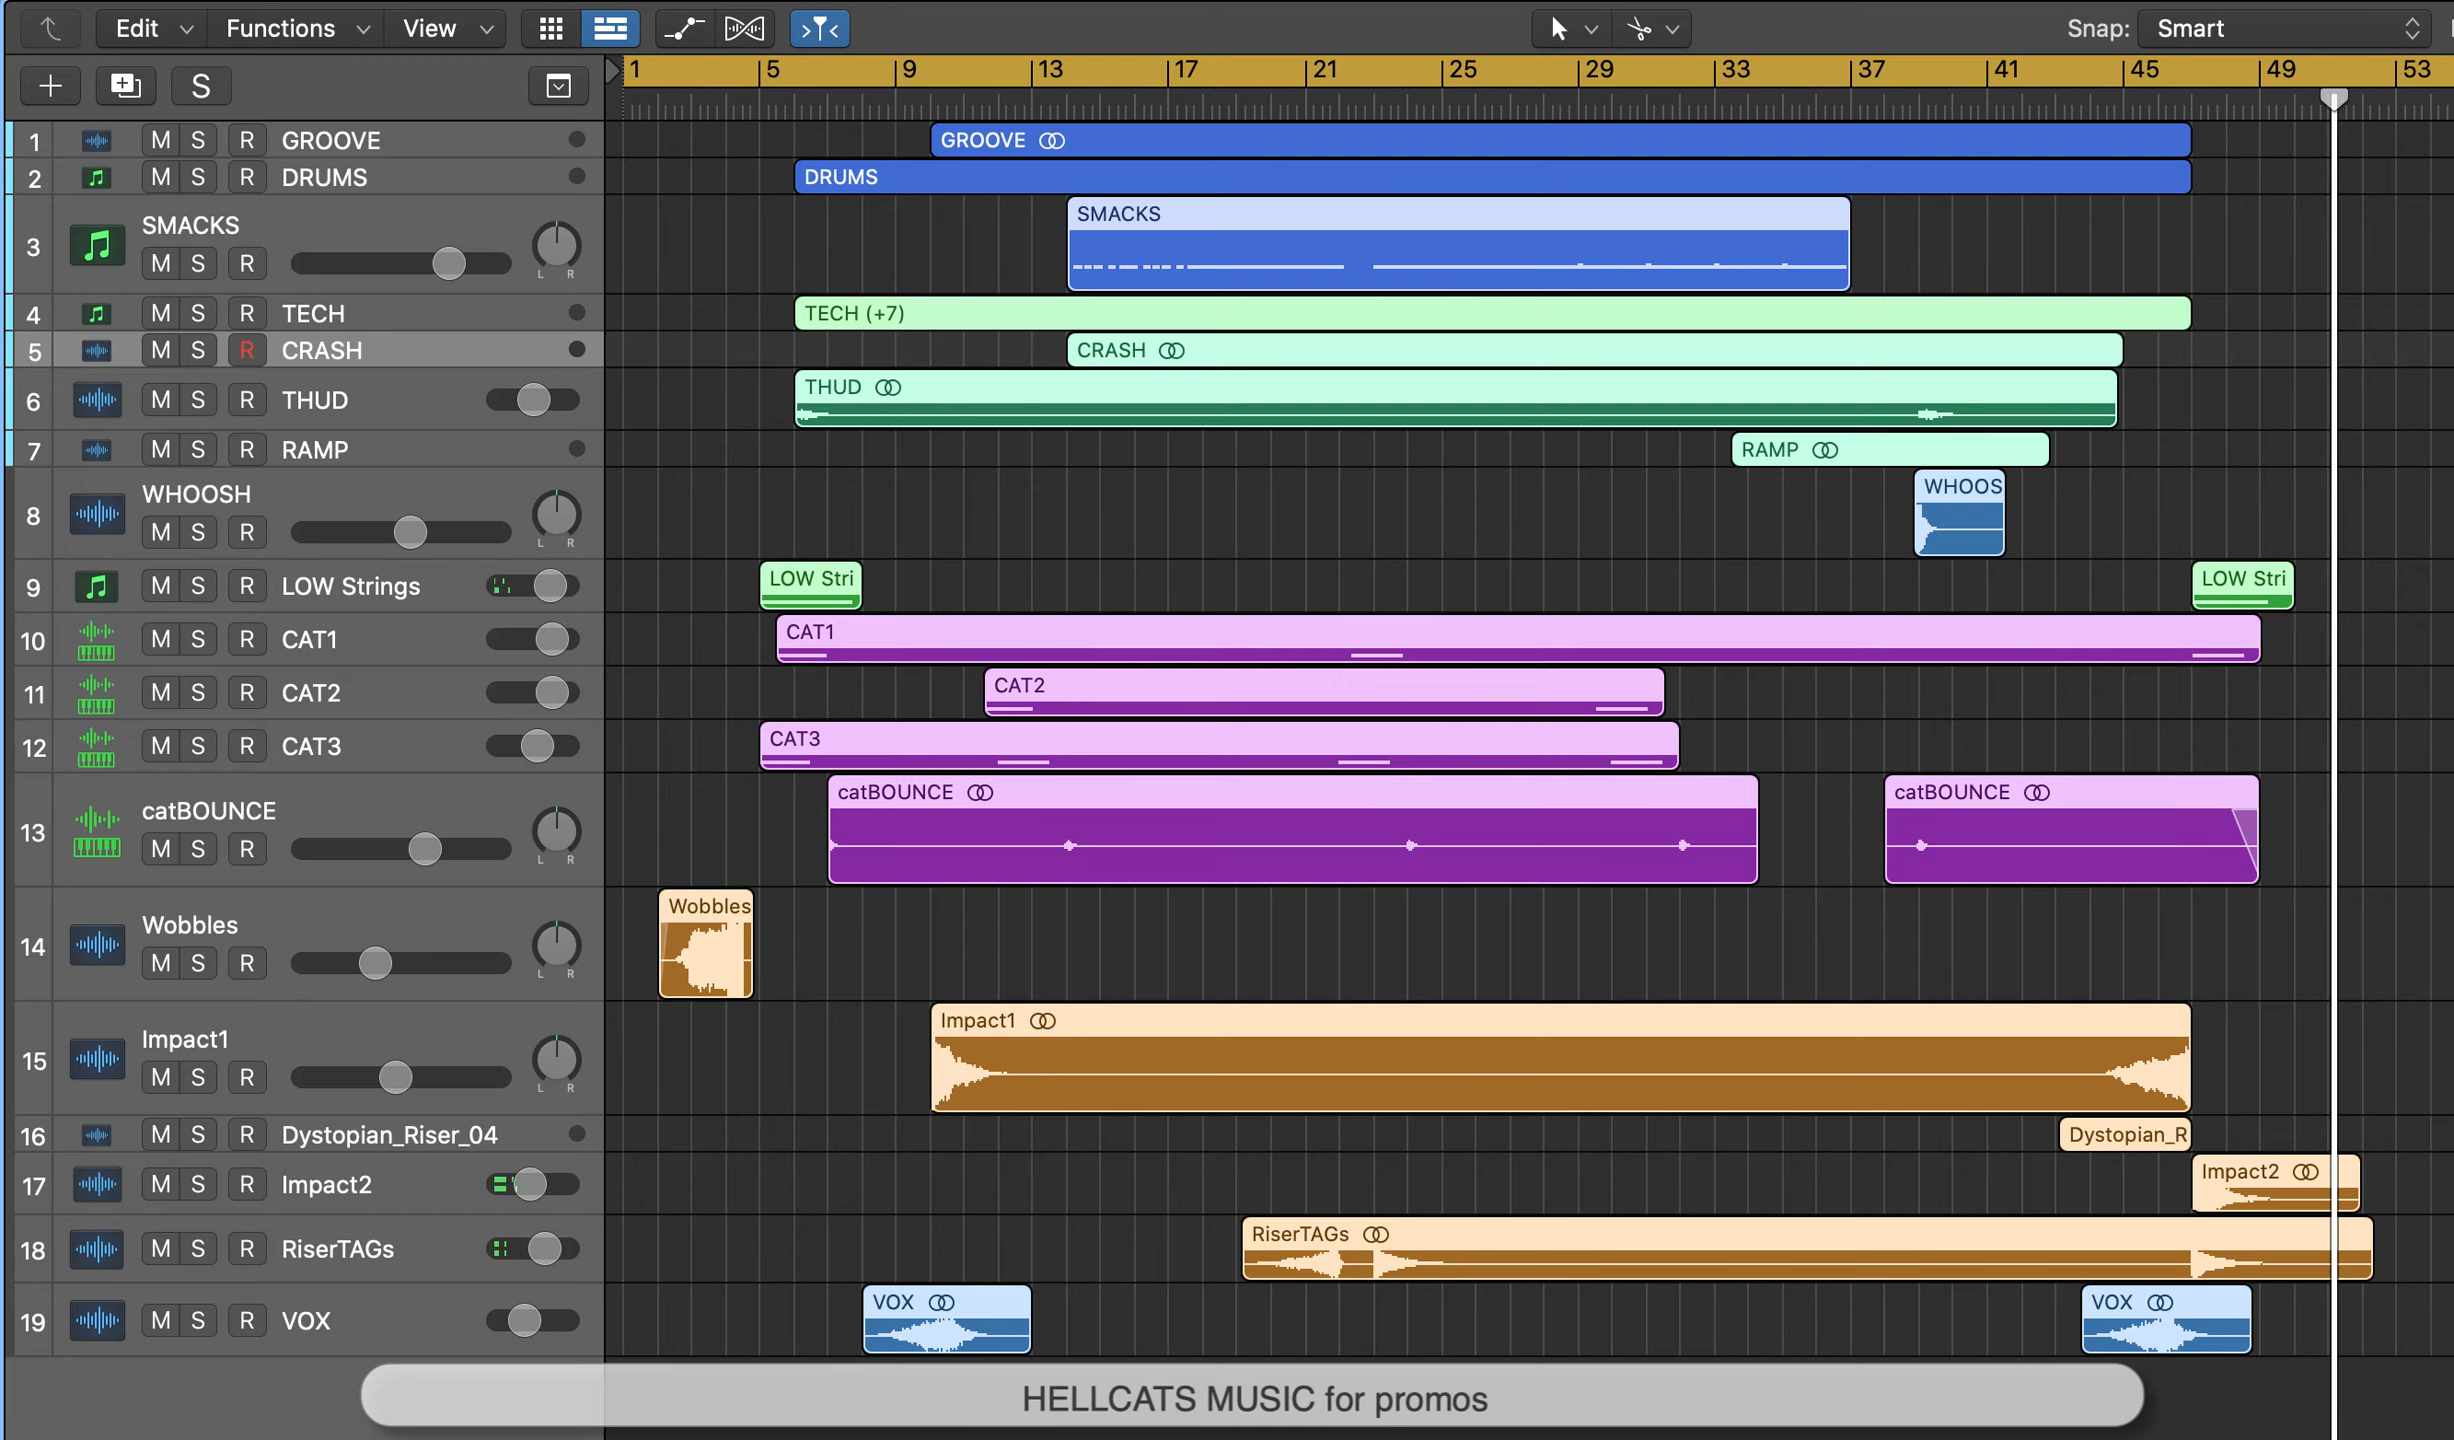 Edit Functions View Snap: Smart
S
1 5 9 13 17 21 25 29 33 37 41 45 49 53
1 M S R GROOVE GROOVE
2 M S R DRUMS DRUMS
SMACKS SMACKS
3 M S R L R
4 M S R TECH TECH (+7)
5 M S R CRASH CRASH
6 M S R THUD THUD
7 M S R RAMP RAMP
WHOOSH WHOOS
8 M S R L R
9 M S R LOW Strings LOW Stri LOW Stri
10 M S R CAT1 CAT1
11 M S R CAT2 CAT2
12 M S R CAT3 CAT3
catBOUNCE catBOUNCE catBOUNCE
13 M S R L R
Wobbles Wobbles
14 M S R L R
Impact1 Impact1
15 M S R L R
16 M S R Dystopian_Riser_04 Dystopian_R
17 M S R Impact2 Impact2
18 M S R RiserTAGs RiserTAGs
19 M S R VOX VOX VOX
HELLCATS MUSIC for promos